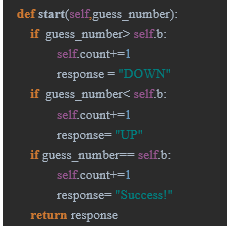 def start(self,guess_number):
if guess_number> self.b:
self.count+=1
response = "DOWN"
if guess_number< self.b:
self.count+=1
response= "UP"
if guess_number== self.b:
self.count+=1
response= "Success!"
return response